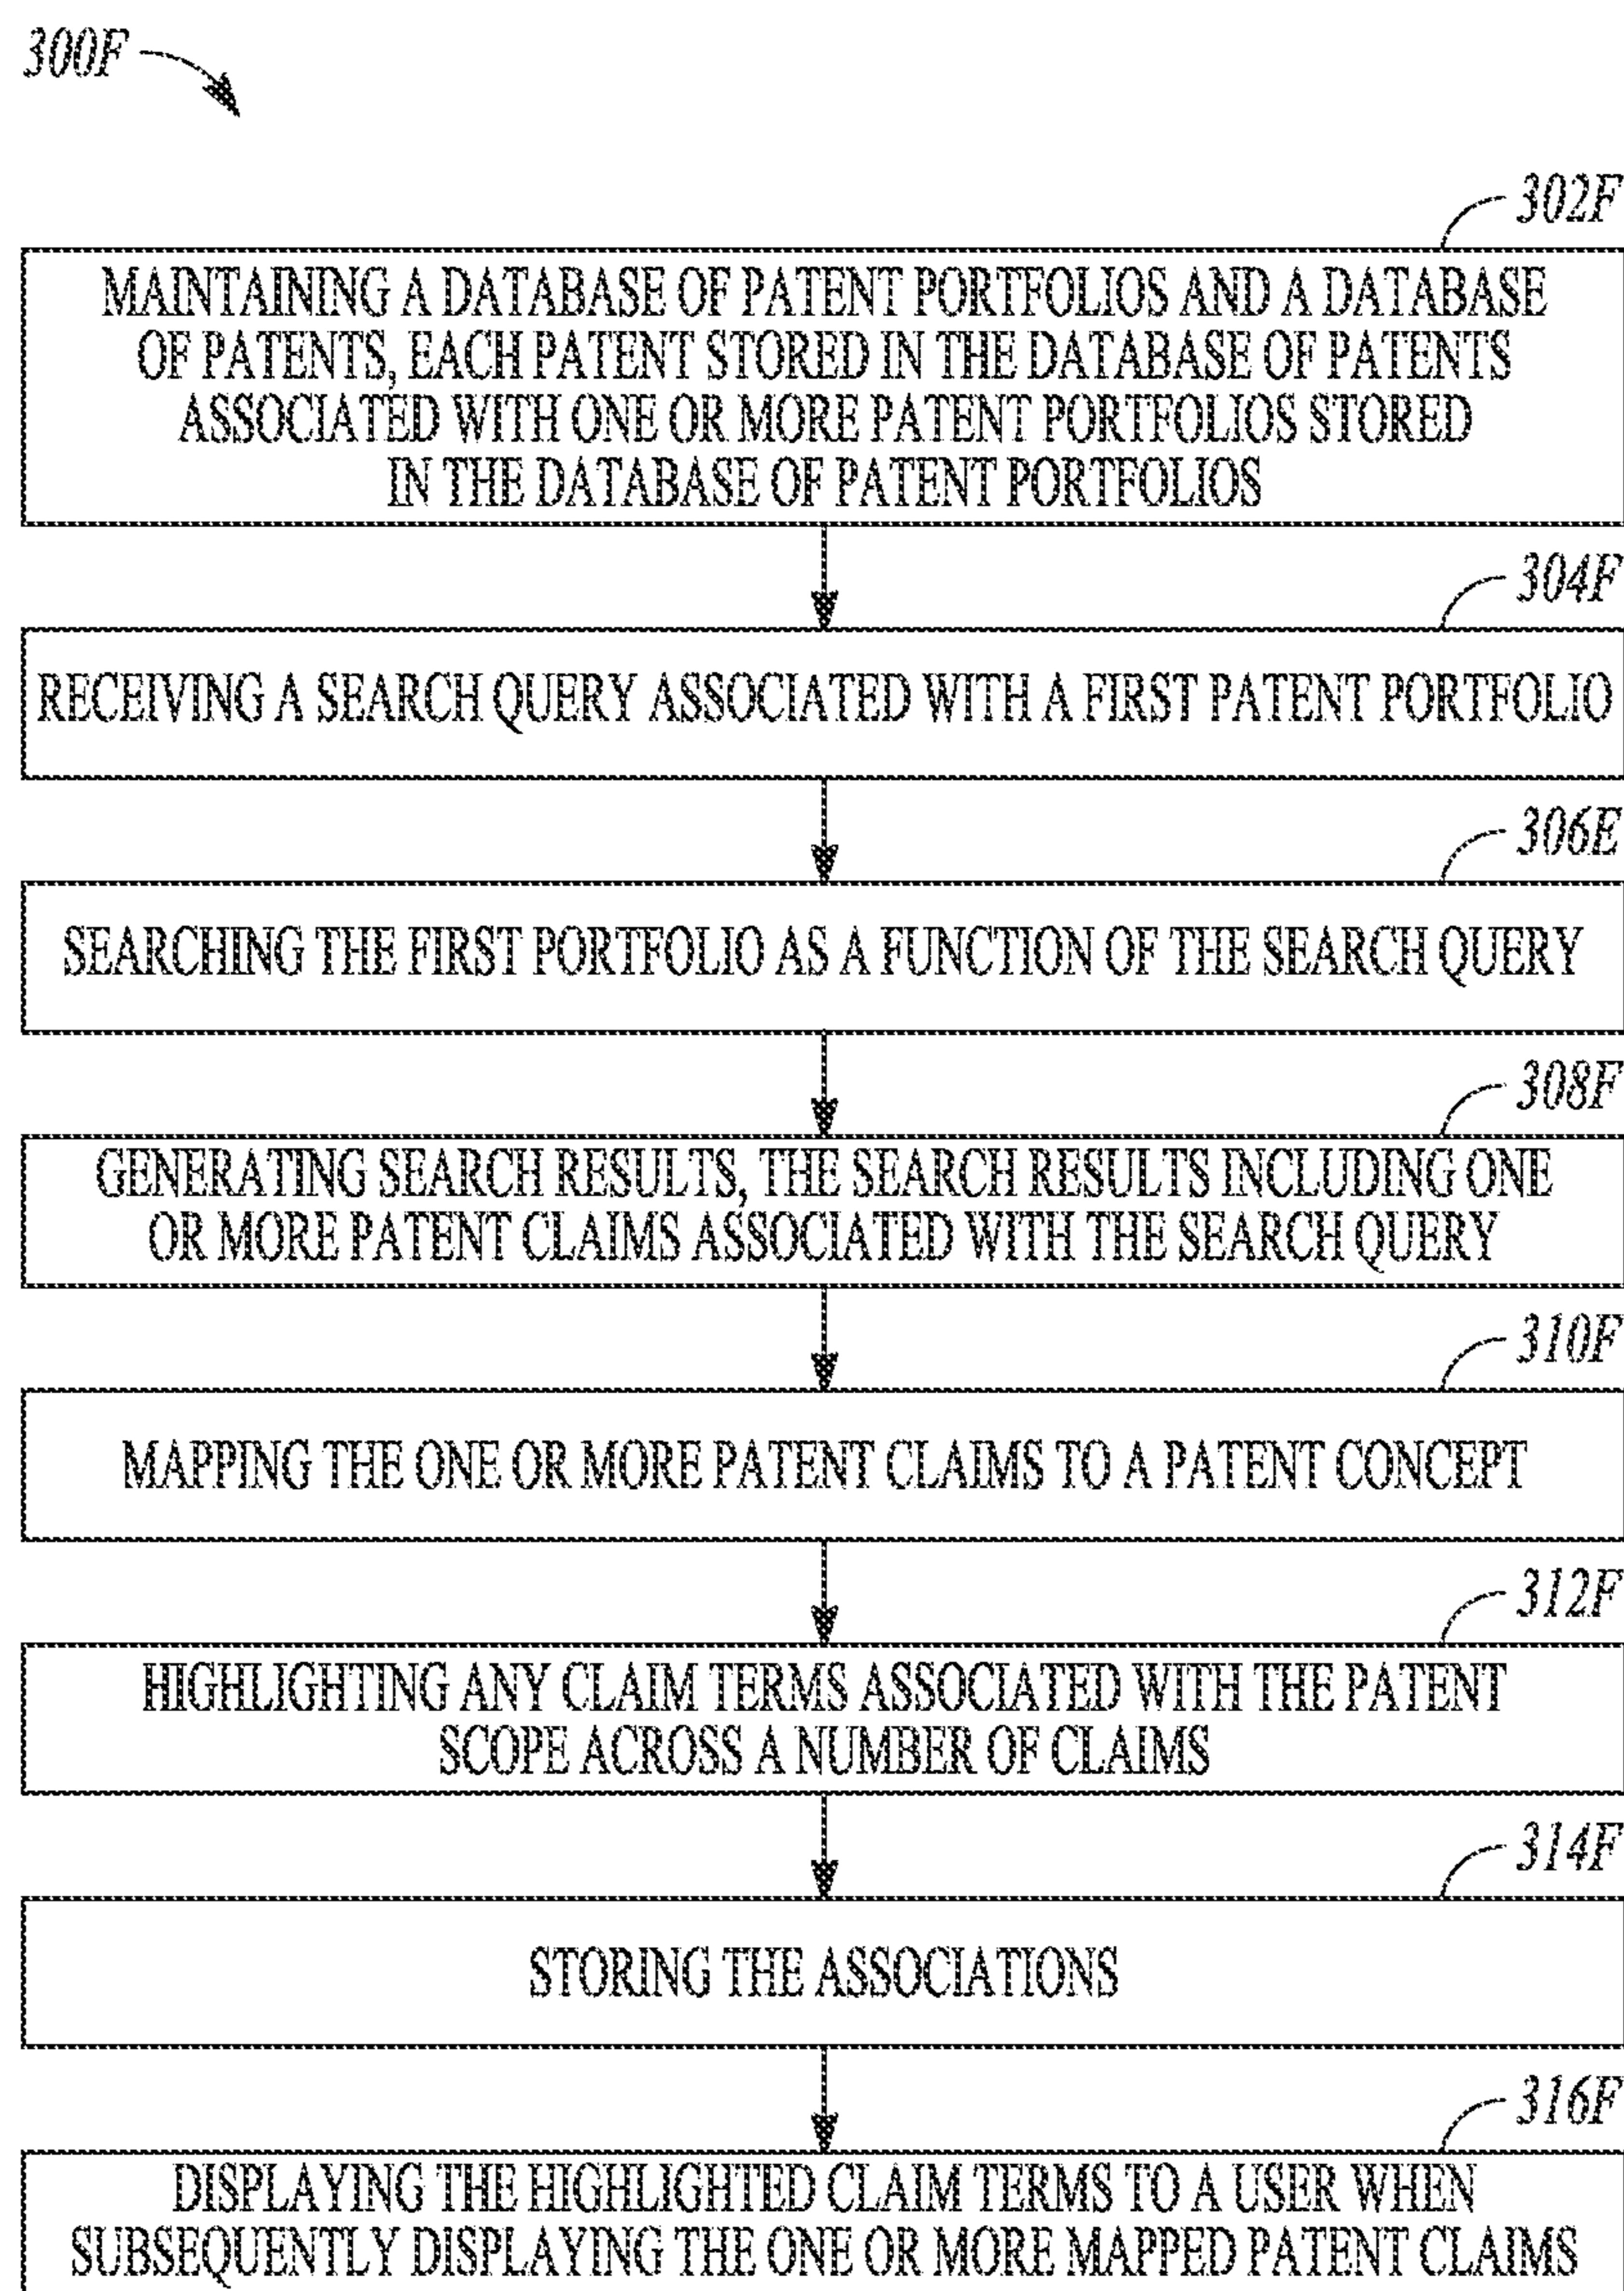 300F
302F
MAINTAINING A DATABASE OF PATENT PORTFOLIOS AND A DATABASE
OF PATENTS, EACH PATENT STORED IN THE DATABASE OF PATENTS
ASSOCIATED WITH ONE OR MORE PATENT PORTFOLIOS STORED
IN THE DATABASE OF PATENT PORTFOLIOS
304F
RECEIVING A SEARCH QUERY ASSOCIATED WITH A FIRST PATENT PORTFOLIO
306E
SEARCHING THE FIRST PORTFOLIO AS A FUNCTION OF THE SEARCH QUERY
308F
GENERATING SEARCH RESULTS, THE SEARCH RESULTS INCLUDING ONE
OR MORE PATENT CLAIMS ASSOCIATED WITH THE SEARCH QUERY
310F
MAPPING THE ONE OR MORE PATENT CLAIMS TO A PATENT CONCEPT
312F
HIGHLIGHTING ANY CLAIM TERMS ASSOCIATED WITH THE PATENT
SCOPE ACROSS A NUMBER OF CLAIMS
314F
STORING THE ASSOCIATIONS
316F
DISPLAYING THE HIGHLIGHTED CLAIM TERMS TO A USER WHEN
SUBSEQUENTLY DISPLAYING THE ONE OR MORE MAPPED PATENT CLAIMS